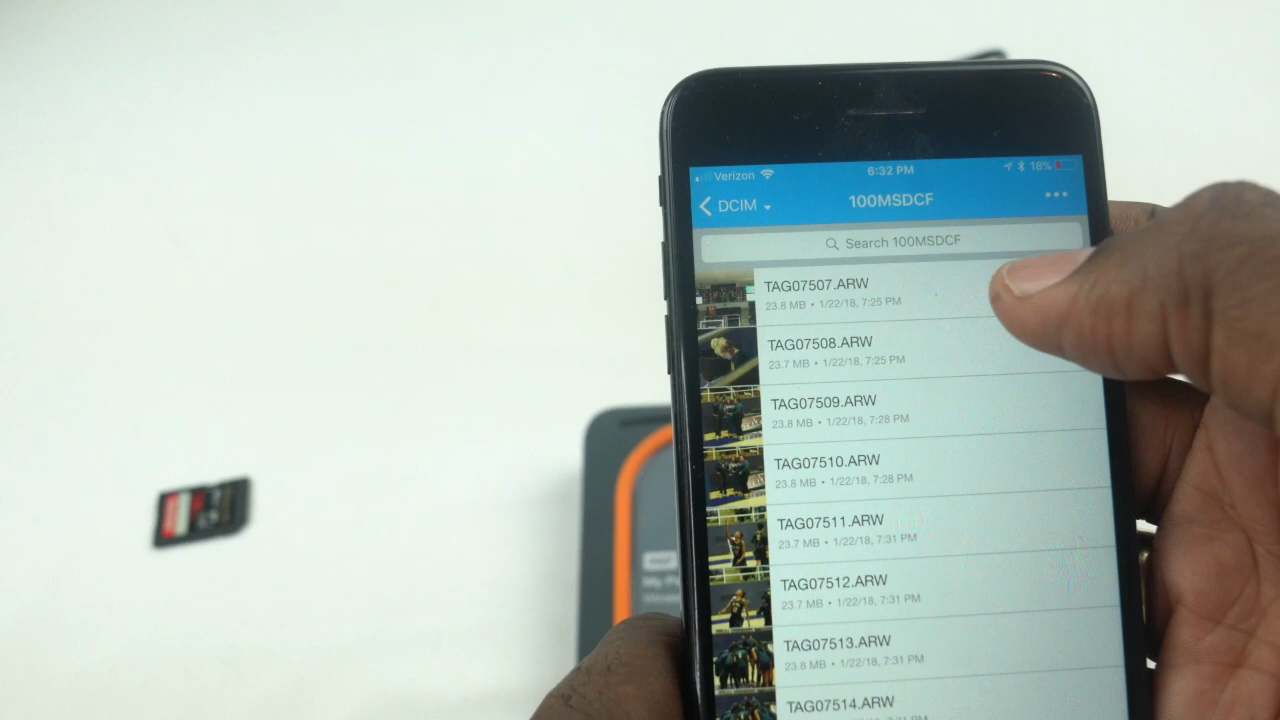 Verizon 6:32 PM 18%
DCIM 100MSDCF
Search 100MSDCF
TAG07507.ARW
23.8 MB • 1/22/18, 7:25 PM
TAG07508.ARW
23.7 MB • 1/22/18, 7:25 PM
TAG07509.ARW
23.8 MB • 1/22/18, 7:28 PM
TAG07510.ARW
23.8 MB • 1/22/18, 7:28 PM
TAG07511.ARW
23.7 MB • 1/22/18, 7:31 PM
TAG07512.ARW
23.7 MB • 1/22/18, 7:31 PM
TAG07513.ARW
23.8 MB • 1/22/18, 7:31 PM
TAG07514.ARW
My